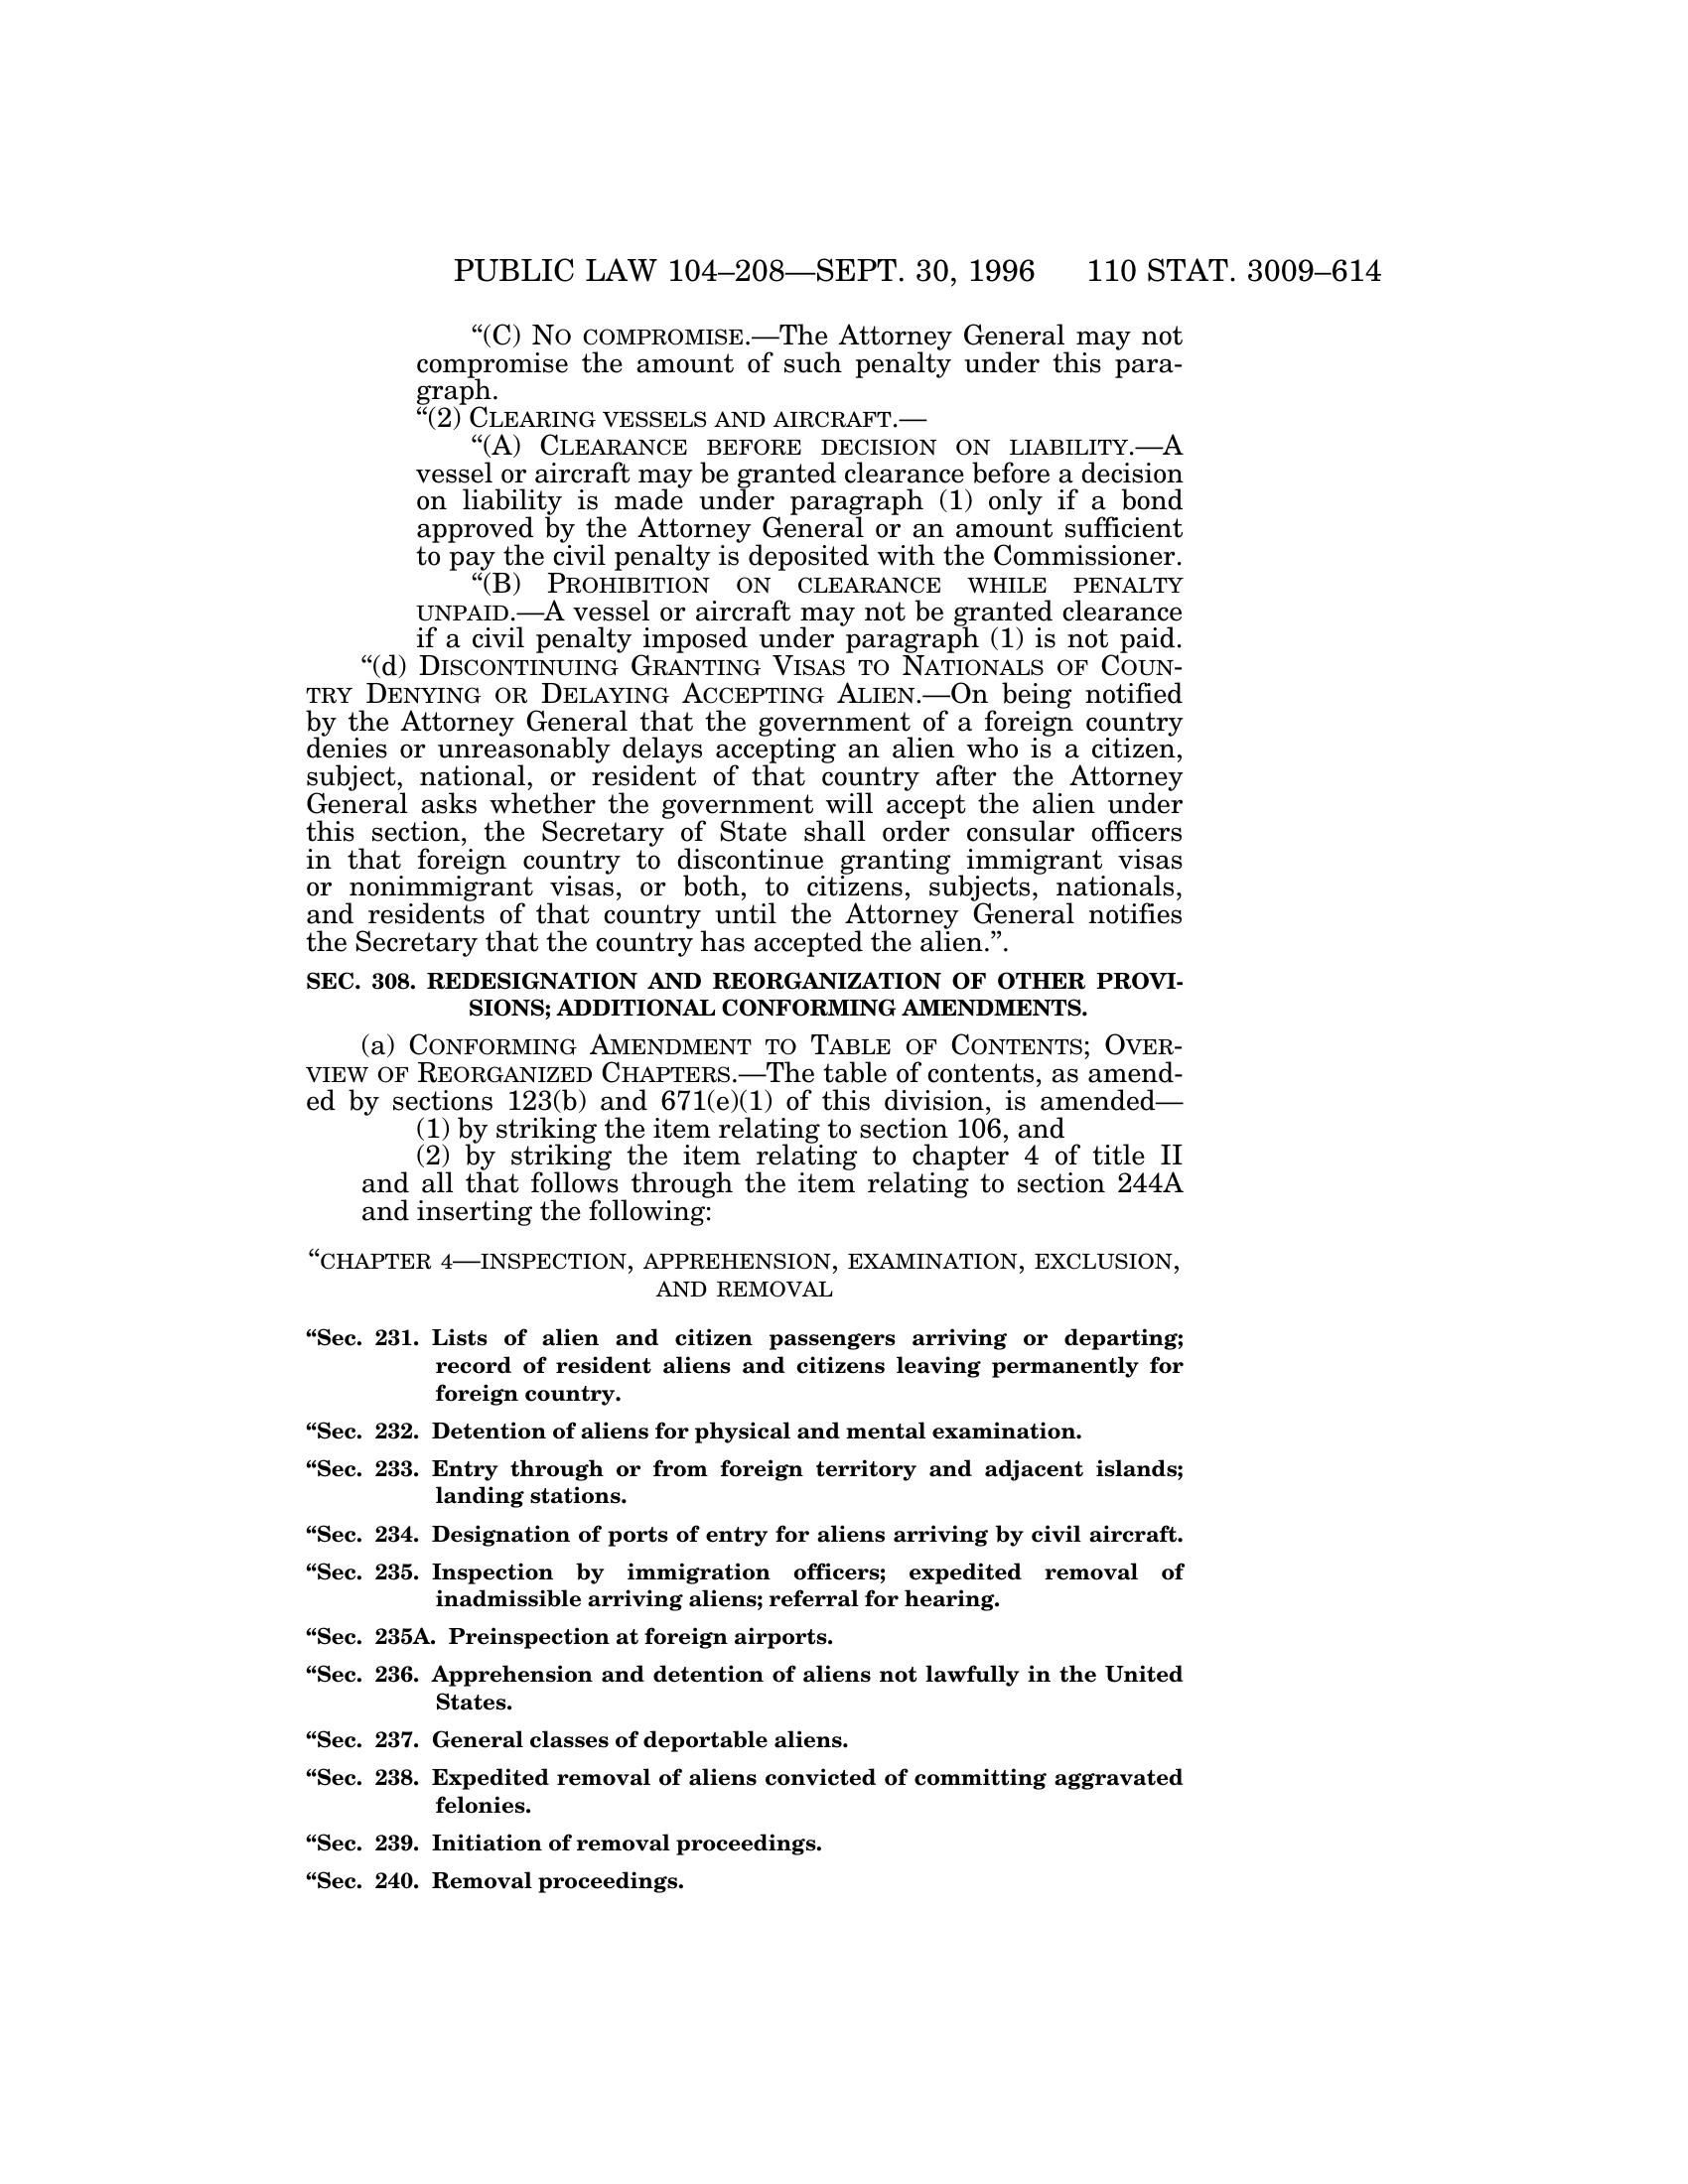 PUBLIC LAW 104–208—SEPT. 30, 1996 110 STAT. 3009–614
“(C) NO COMPROMISE.—The Attorney General may not
compromise the amount of such penalty under this para-
graph.
“(2) CLEARING VESSELS AND AIRCRAFT.—
“(A) CLEARANCE BEFORE DECISION ON LIABILITY.—A
vessel or aircraft may be granted clearance before a decision
on liability is made under paragraph (1) only if a bond
approved by the Attorney General or an amount sufficient
to pay the civil penalty is deposited with the Commissioner.
“(B) PROHIBITION ON CLEARANCE WHILE PENALTY
UNPAID.—A vessel or aircraft may not be granted clearance
if a civil penalty imposed under paragraph (1) is not paid.
“(d) DISCONTINUING GRANTING VISAS TO NATIONALS OF COUN-
TRY DENYING OR DELAYING ACCEPTING ALIEN.—On being notified
by the Attorney General that the government of a foreign country
denies or unreasonably delays accepting an alien who is a citizen,
subject, national, or resident of that country after the Attorney
General asks whether the government will accept the alien under
this section, the Secretary of State shall order consular officers
in that foreign country to discontinue granting immigrant visas
or nonimmigrant visas, or both, to citizens, subjects, nationals,
and residents of that country until the Attorney General notifies
the Secretary that the country has accepted the alien.”.
SEC. 308. REDESIGNATION AND REORGANIZATION OF OTHER PROVI-
SIONS; ADDITIONAL CONFORMING AMENDMENTS.
(a) CONFORMING AMENDMENT TO TABLE OF CONTENTS; OVER-
VIEW OF REORGANIZED CHAPTERS.—The table of contents, as amend-
ed by sections 123(b) and 671(e)(1) of this division, is amended—
(1) by striking the item relating to section 106, and
(2) by striking the item relating to chapter 4 of title II
and all that follows through the item relating to section 244A
and inserting the following:
“CHAPTER 4—INSPECTION, APPREHENSION, EXAMINATION, EXCLUSION,
AND REMOVAL
“Sec. 231. Lists of alien and citizen passengers arriving or departing;
record of resident aliens and citizens leaving permanently for
foreign country.
“Sec. 232. Detention of aliens for physical and mental examination.
“Sec. 233. Entry through or from foreign territory and adjacent islands;
landing stations.
“Sec. 234. Designation of ports of entry for aliens arriving by civil aircraft.
“Sec. 235. Inspection by immigration officers; expedited removal of
inadmissible arriving aliens; referral for hearing.
“Sec. 235A. Preinspection at foreign airports.
“Sec. 236. Apprehension and detention of aliens not lawfully in the United
States.
“Sec. 237. General classes of deportable aliens.
“Sec. 238. Expedited removal of aliens convicted of committing aggravated
felonies.
“Sec. 239. Initiation of removal proceedings.
“Sec. 240. Removal proceedings.